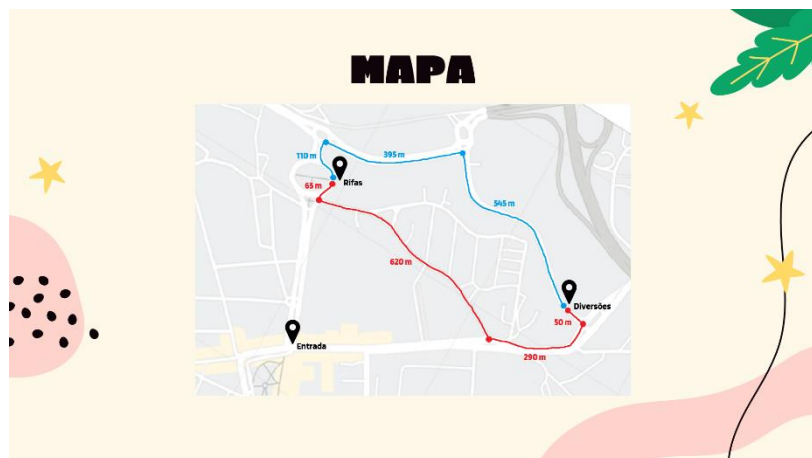 MAPA
110 m
395 m
Rifas
65 m
545 m
620 m
Diversões
50 m
Entrada
290 m